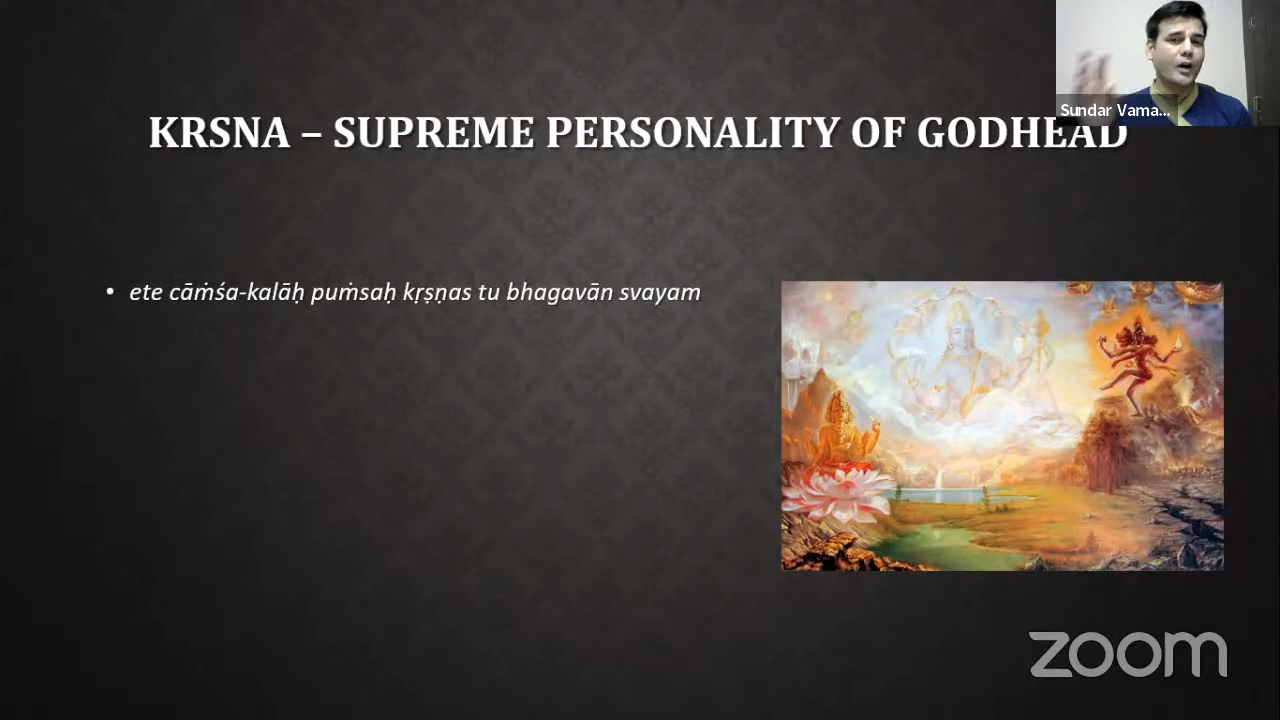 Sundar Vama...
KRSNA – SUPREME PERSONALITY OF GODHEAD
• ete cāṁśa-kalāḥ puṁsaḥ kṛṣṇas tu bhagavān svayam
zoom